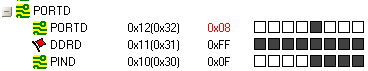 PORTD
PORTD 0x12(0x32) 0x08
DDRD 0x11(0x31) 0xFF
PIND 0x10(0x30) 0x0F